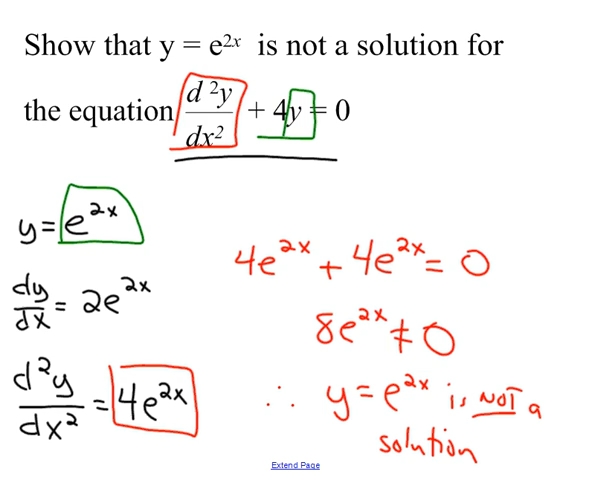 Show that y = e²ˣ is not a solution for
the equation d²y/dx² + 4y = 0
y = e²ˣ
dy/dx = 2e²ˣ
d²y/dx² = 4e²ˣ
4e²ˣ + 4e²ˣ = 0
8e²ˣ ≠ 0
∴ y = e²ˣ is NOT a
solution
Extend Page